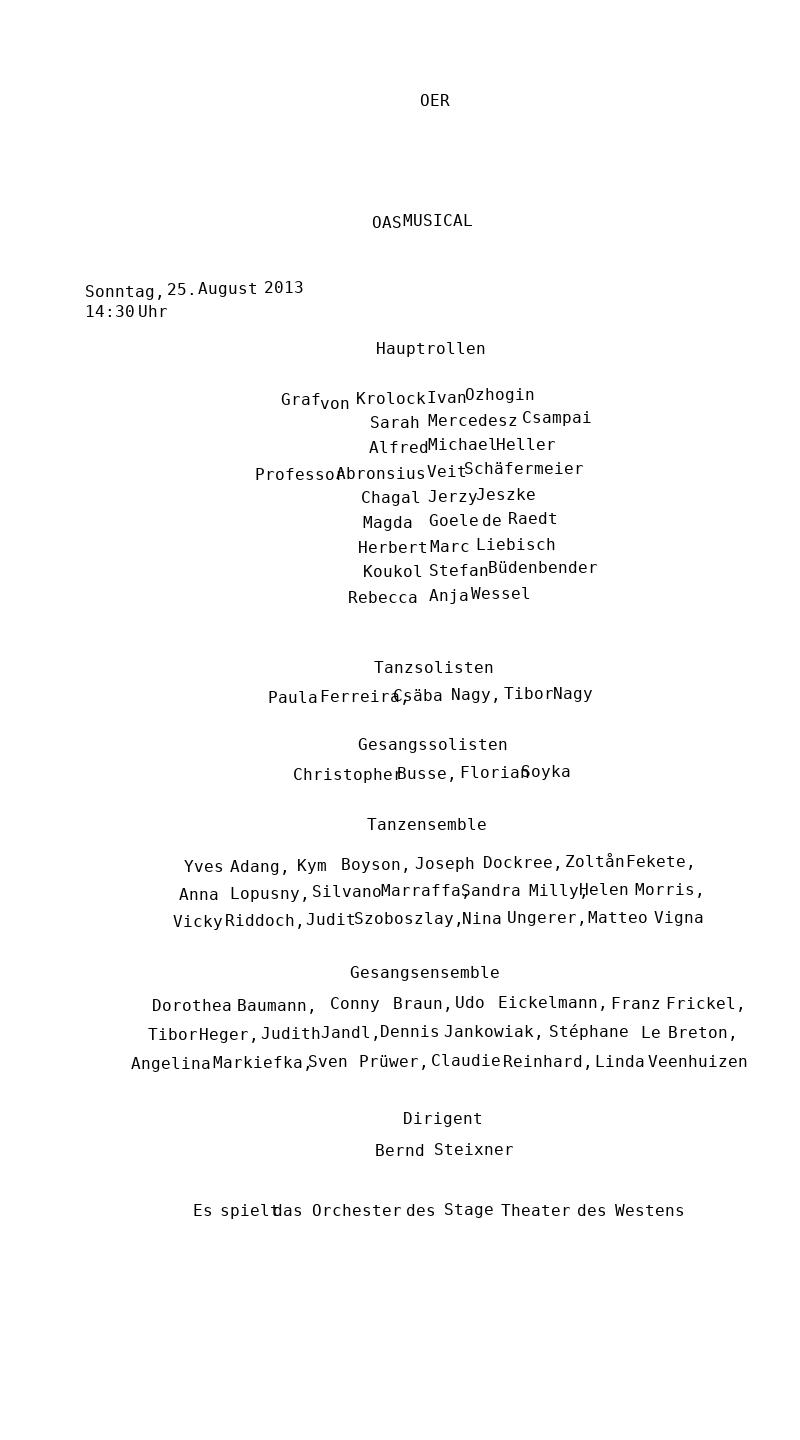 OER
OAS MUSICAL
Sonntag, 25. August 2013
14:30 Uhr
Hauptrollen
Graf von Krolock Ivan Ozhogin
Sarah Mercedesz Csampai
Alfred Michael Heller
Professor Abronsius Veit Schäfermeier
Chagal Jerzy Jeszke
Magda Goele de Raedt
Herbert Marc Liebisch
Koukol Stefan Büdenbender
Rebecca Anja Wessel
Tanzsolisten
Paula Ferreira, Csäba Nagy, Tibor Nagy
Gesangssolisten
Christopher Busse, Florian Soyka
Tanzensemble
Yves Adang, Kym Boyson, Joseph Dockree, Zoltån Fekete,
Anna Lopusny, Silvano Marraffa, Sandra Milly, Helen Morris,
Vicky Riddoch, Judit Szoboszlay, Nina Ungerer, Matteo Vigna
Gesangsensemble
Dorothea Baumann, Conny Braun, Udo Eickelmann, Franz Frickel,
Tibor Heger, Judith Jandl, Dennis Jankowiak, Stéphane Le Breton,
Angelina Markiefka, Sven Prüwer, Claudie Reinhard, Linda Veenhuizen
Dirigent
Bernd Steixner
Es spielt das Orchester des Stage Theater des Westens